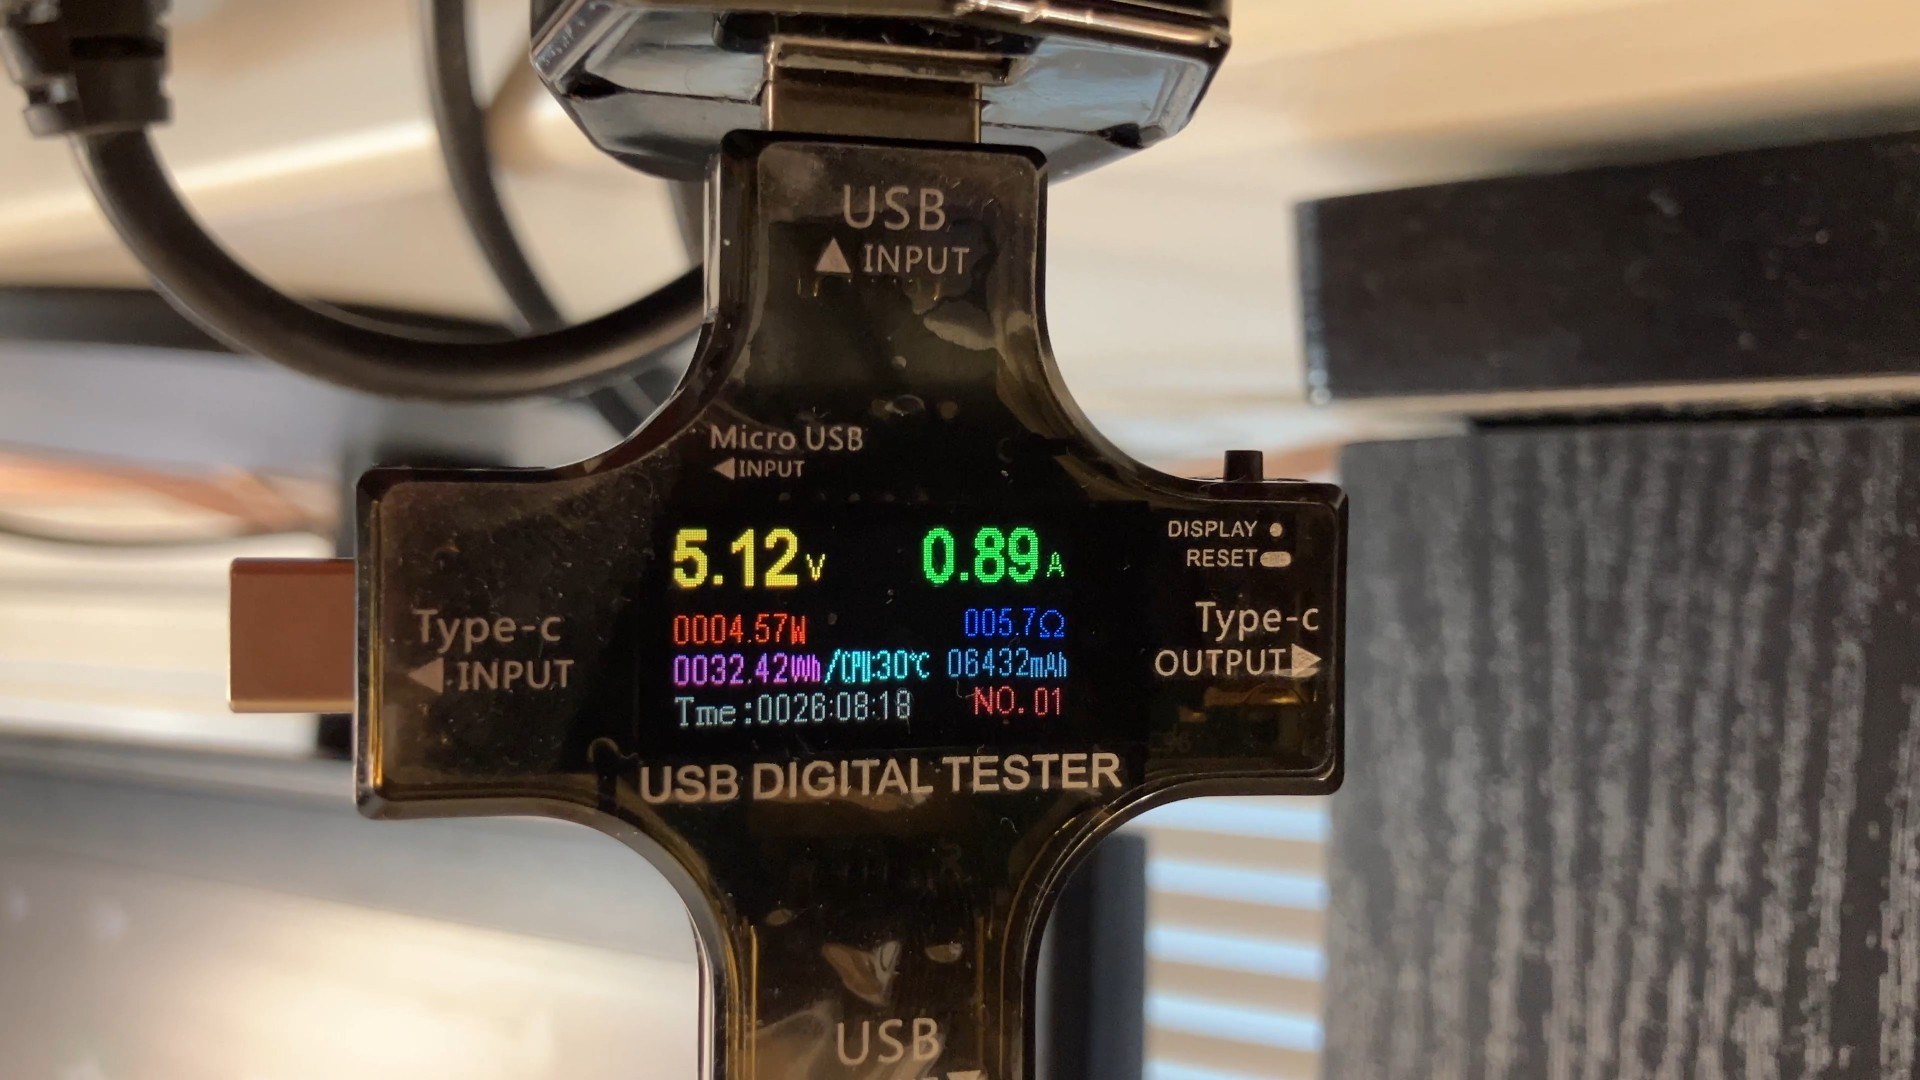 USB
▲INPUT
Micro USB
◀INPUT
5.12V 0.89A
DISPLAY ●
RESET
0004.57W 005.7Ω
0032.42Wh/CPU:30℃ 06432mAh
Tme:0026:08:18 NO.01
Type-c
◀INPUT
Type-c
OUTPUT▶
USB DIGITAL TESTER
USB